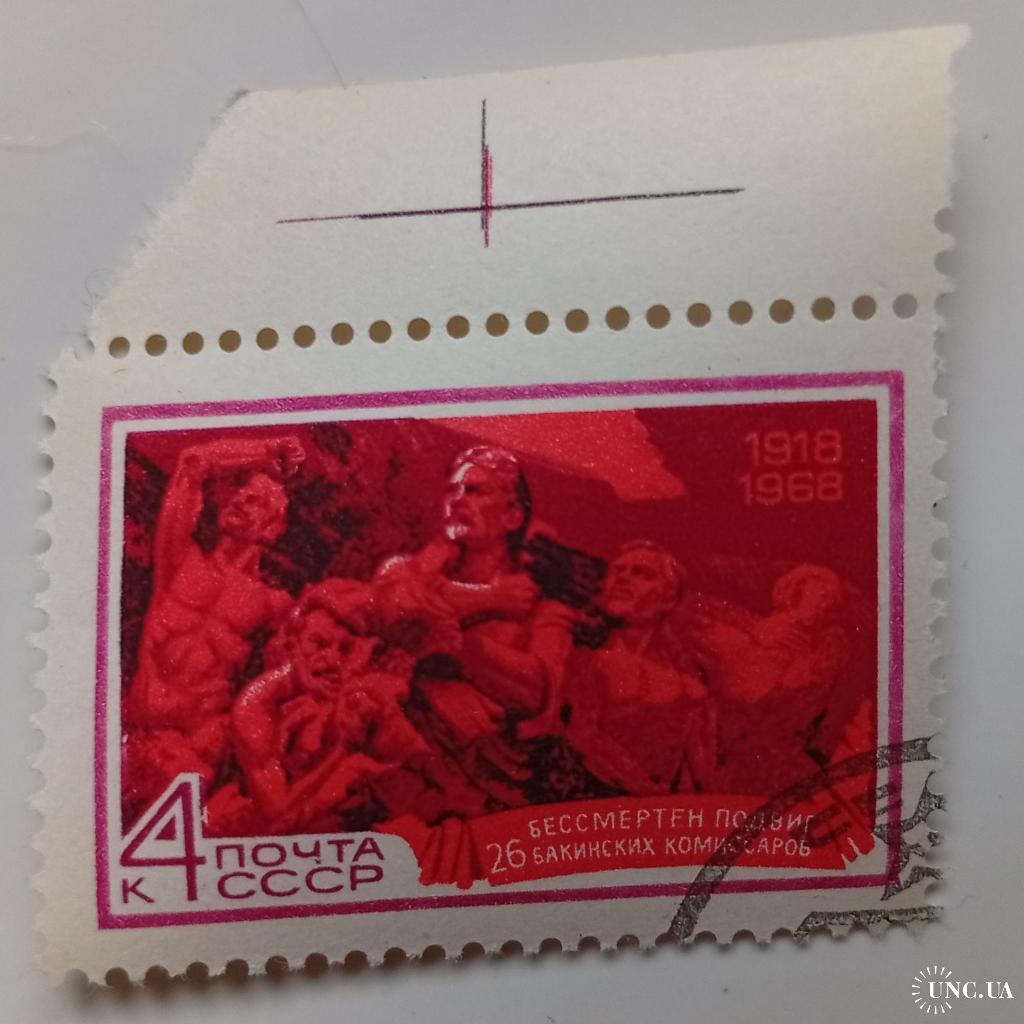 1918
1968
БЕССМЕРТЕН ПОДВИГ
26 БАКИНСКИХ КОМИССАРОВ
4 К
ПОЧТА
СССР
UNC.UA